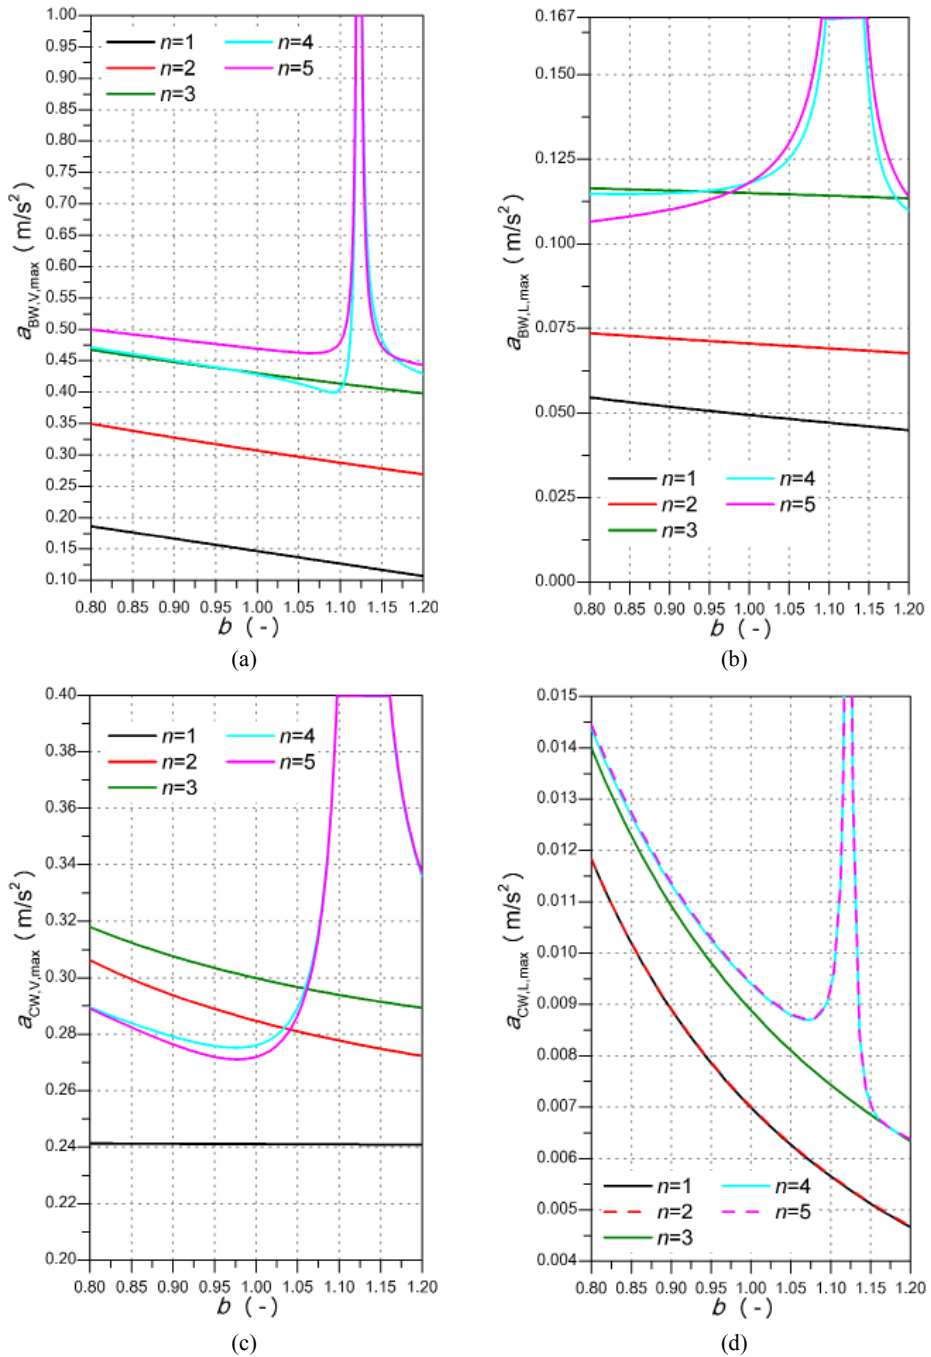 1.00
0.95
0.90
0.85
0.80
0.75
0.70
0.65
0.60
0.55
0.50
0.45
0.40
0.35
0.30
0.25
0.20
0.15
0.10
n=1
n=2
n=3
n=4
n=5
a_BW,V,max (m/s²)
0.80 0.85 0.90 0.95 1.00 1.05 1.10 1.15 1.20
b (-)
(a)
0.167
0.150
0.125
0.100
0.075
0.050
0.025
0.000
n=1
n=2
n=3
n=4
n=5
a_BW,L,max (m/s²)
0.80 0.85 0.90 0.95 1.00 1.05 1.10 1.15 1.20
b (-)
(b)
0.40
0.38
0.36
0.34
0.32
0.30
0.28
0.26
0.24
0.22
0.20
n=1
n=2
n=3
n=4
n=5
a_CW,V,max (m/s²)
0.80 0.85 0.90 0.95 1.00 1.05 1.10 1.15 1.20
b (-)
(c)
0.015
0.014
0.013
0.012
0.011
0.010
0.009
0.008
0.007
0.006
0.005
0.004
n=1
n=2
n=3
n=4
n=5
a_CW,L,max (m/s²)
0.80 0.85 0.90 0.95 1.00 1.05 1.10 1.15 1.20
b (-)
(d)